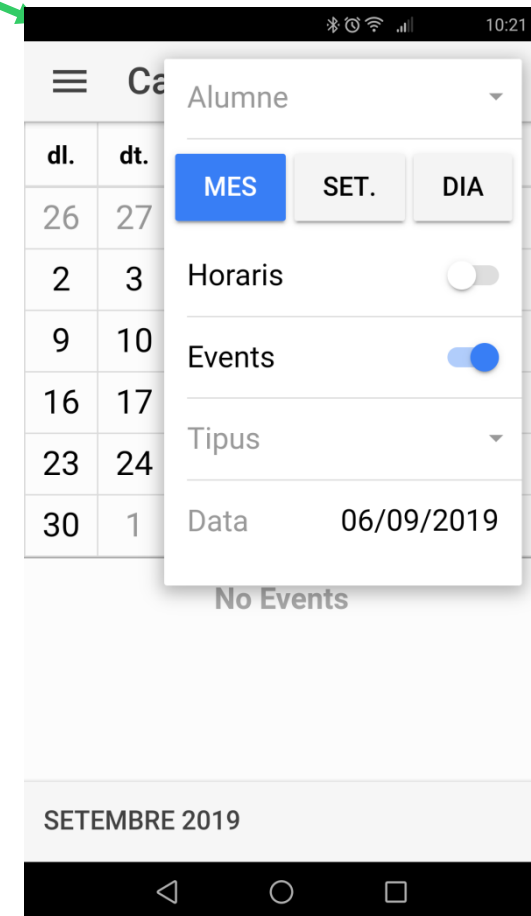 10:21
Ca
Alumne
dl. dt.
MES SET. DIA
26 27
2 3
Horaris
9 10
Events
16 17
Tipus
23 24
30 1
Data 06/09/2019
No Events
SETEMBRE 2019